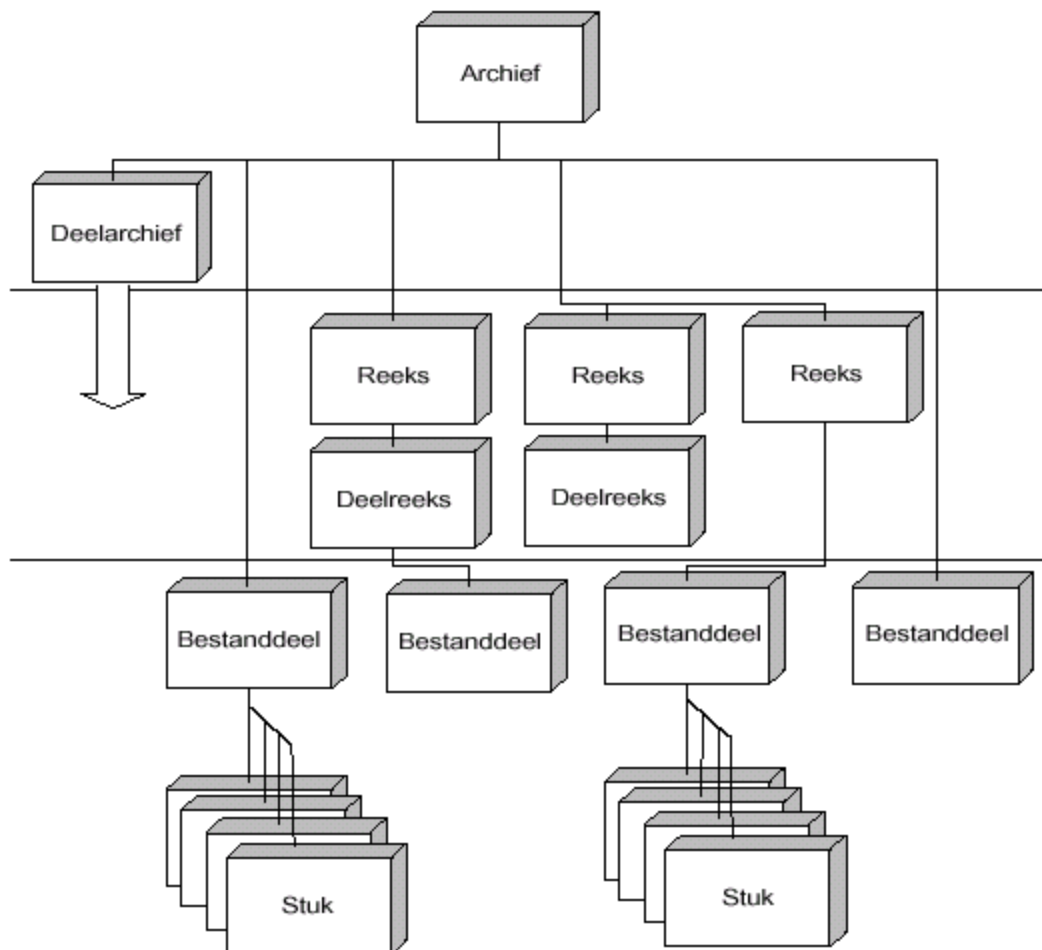 Archief
Deelarchief
Reeks
Reeks
Reeks
Deelreeks
Deelreeks
Bestanddeel
Bestanddeel
Bestanddeel
Bestanddeel
Stuk
Stuk